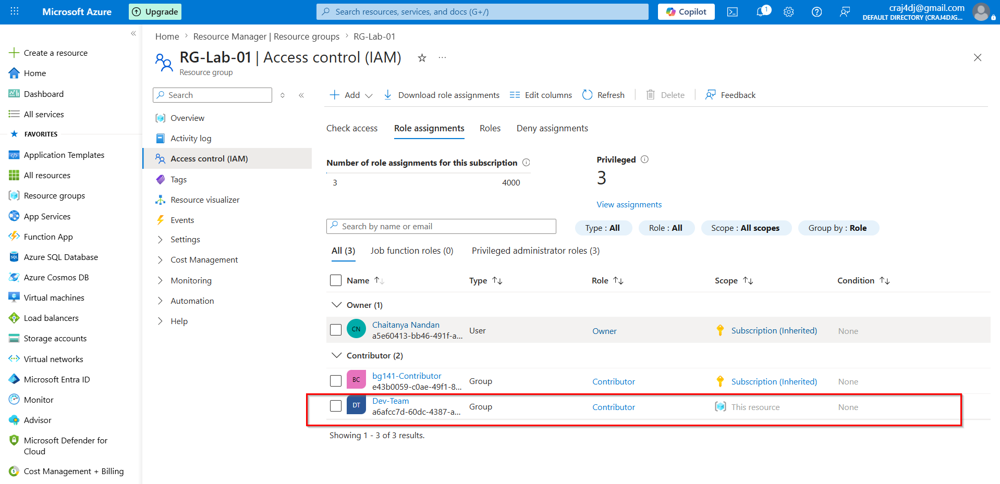 Microsoft Azure
Upgrade
Search resources, services, and docs (G+/)
Copilot
1
craj4dj@gmail.com
DEFAULT DIRECTORY (CRAJ4DJG...
Create a resource
Home
Dashboard
All services
FAVORITES
Application Templates
All resources
Resource groups
App Services
Function App
Azure SQL Database
Azure Cosmos DB
Virtual machines
Load balancers
Storage accounts
Virtual networks
Microsoft Entra ID
Monitor
Advisor
Microsoft Defender for
Cloud
Cost Management + Billing
Home > Resource Manager | Resource groups > RG-Lab-01
RG-Lab-01 | Access control (IAM)
Resource group
Search
Overview
Activity log
Access control (IAM)
Tags
Resource visualizer
Events
Settings
Cost Management
Monitoring
Automation
Help
Add
Download role assignments
Edit columns
Refresh
Delete
Feedback
Check access
Role assignments
Roles
Deny assignments
Number of role assignments for this subscription
3 4000
Privileged
3
View assignments
Search by name or email
Type : All
Role : All
Scope : All scopes
Group by : Role
All (3)
Job function roles (0)
Privileged administrator roles (3)
Name Type Role Scope Condition
Owner (1)
CN Chaitanya Nandan
a5e60413-bb46-491f-a...
User Owner Subscription (Inherited) None
Contributor (2)
BC bg141-Contributor
e43b0059-c0ae-49f1-8...
Group Contributor Subscription (Inherited) None
DT Dev-Team
a6afcc7d-60dc-4387-a...
Group Contributor This resource None
Showing 1 - 3 of 3 results.